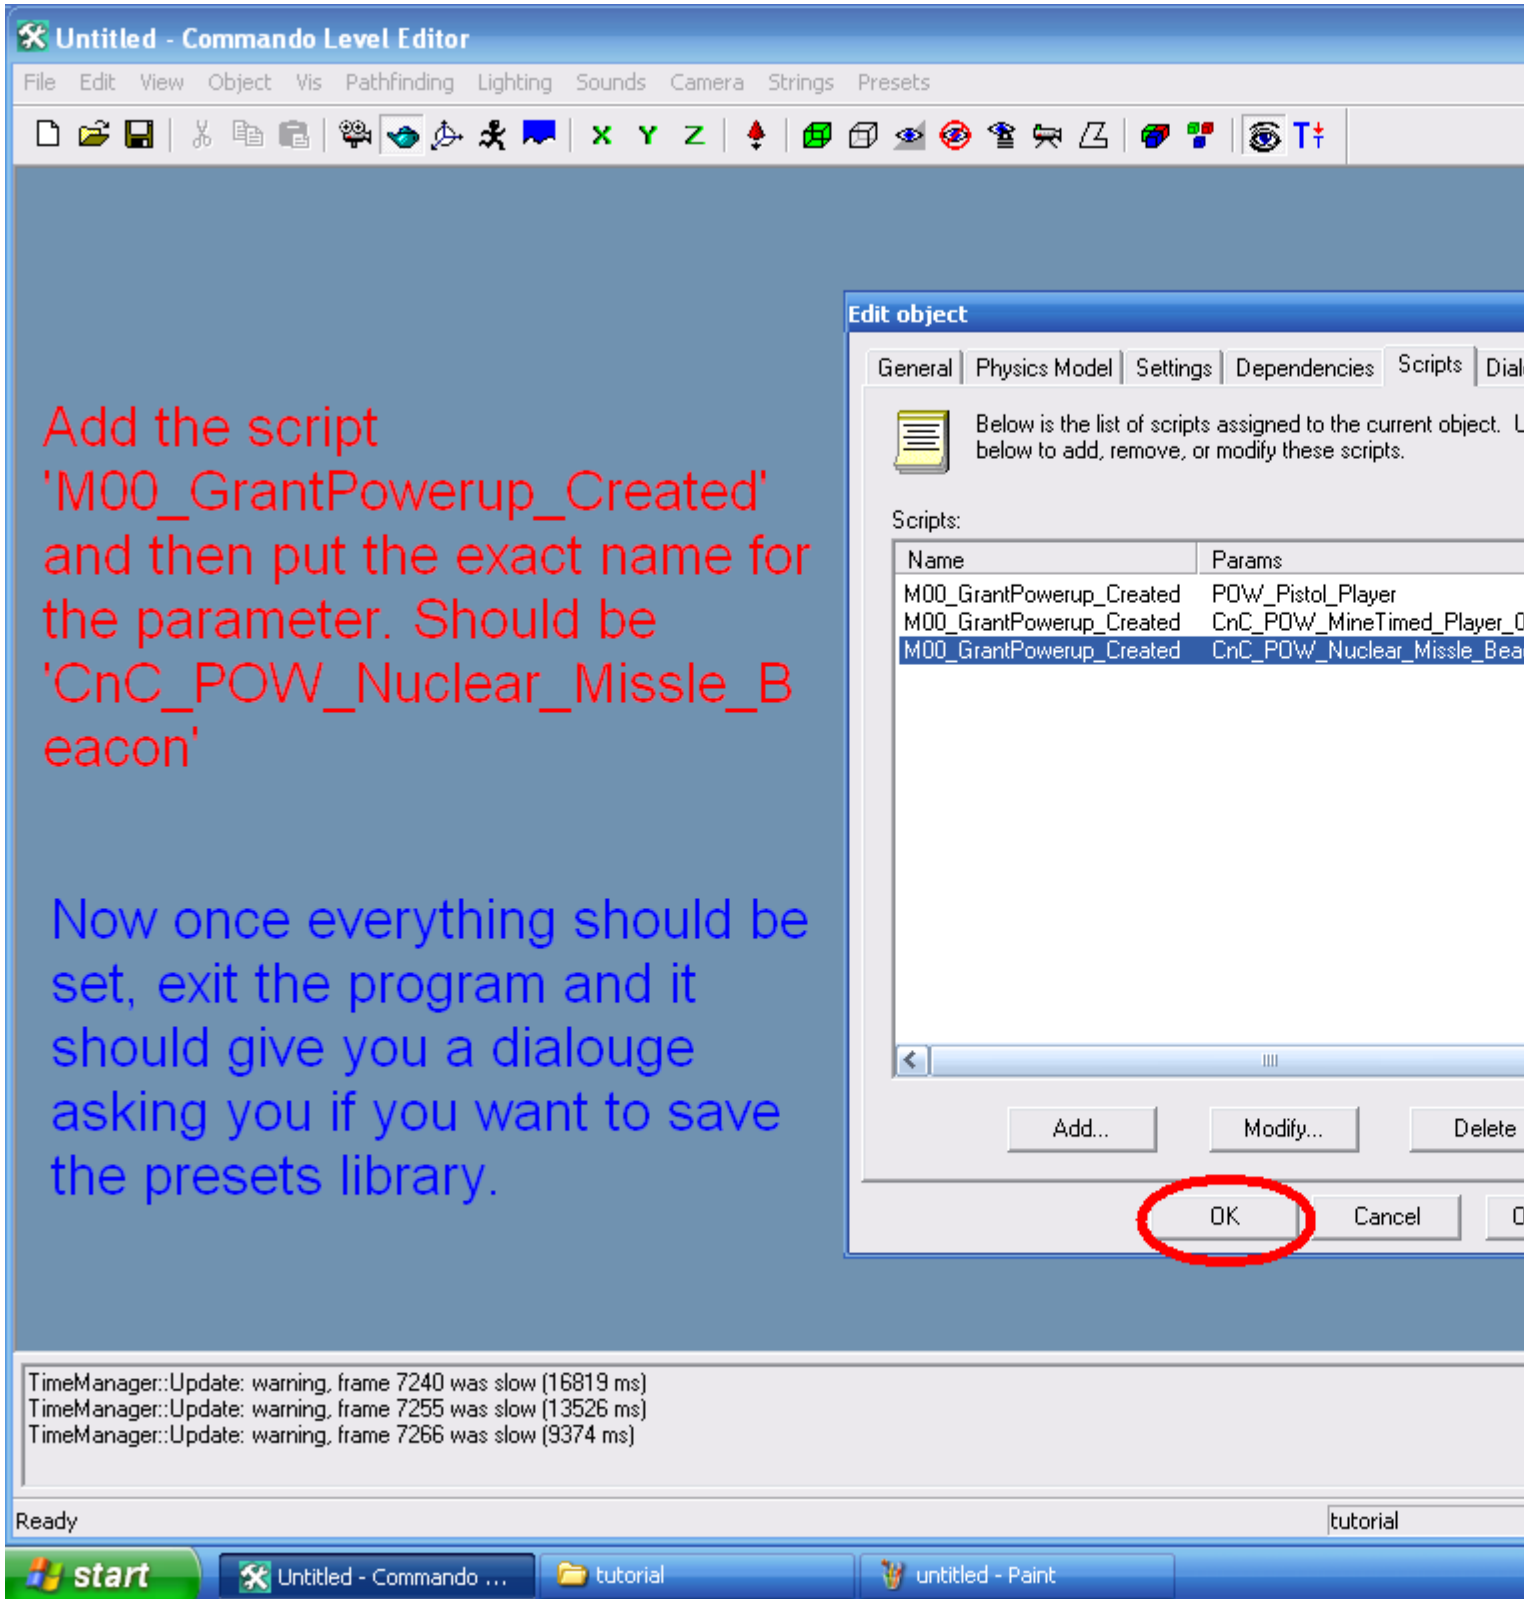 Untitled - Commando Level Editor
File Edit View Object Vis Pathfinding Lighting Sounds Camera Strings Presets
X Y Z T
Edit object
General Physics Model Settings Dependencies Scripts Dial
Below is the list of scripts assigned to the current object. U
below to add, remove, or modify these scripts.
Scripts:
Name Params
M00_GrantPowerup_Created POW_Pistol_Player
M00_GrantPowerup_Created CnC_POW_MineTimed_Player_0
M00_GrantPowerup_Created CnC_POW_Nuclear_Missle_Bea
Add... Modify... Delete
OK Cancel O
Add the script
'M00_GrantPowerup_Created'
and then put the exact name for
the parameter. Should be
'CnC_POW_Nuclear_Missle_B
eacon'
Now once everything should be
set, exit the program and it
should give you a dialouge
asking you if you want to save
the presets library.
TimeManager::Update: warning, frame 7240 was slow (16819 ms)
TimeManager::Update: warning, frame 7255 was slow (13526 ms)
TimeManager::Update: warning, frame 7266 was slow (9374 ms)
Ready tutorial
start Untitled - Commando ... tutorial untitled - Paint